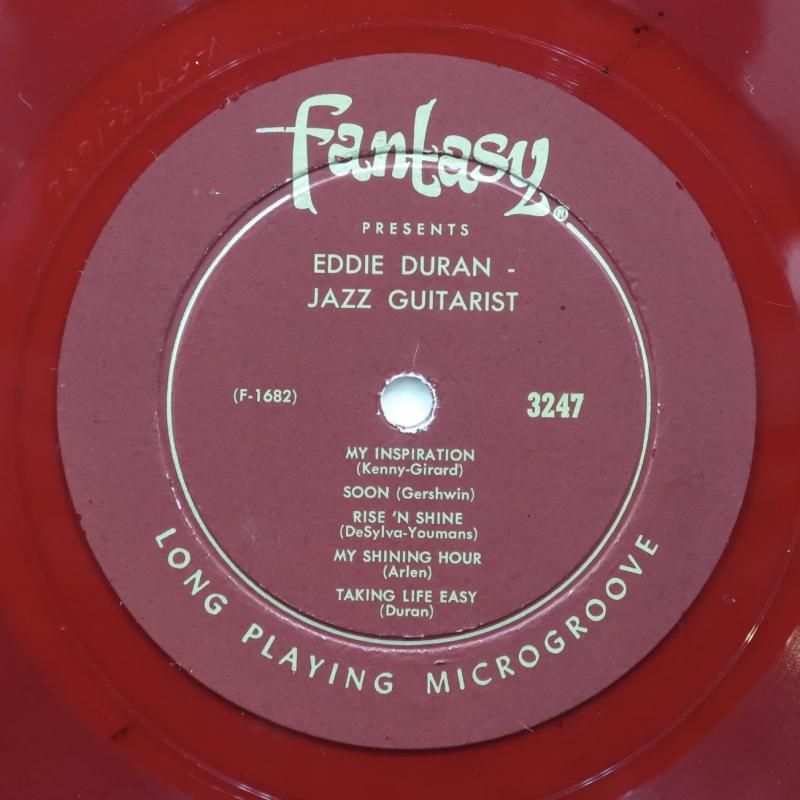 Fantasy®
PRESENTS
EDDIE DURAN -
JAZZ GUITARIST
(F-1682)
3247
MY INSPIRATION
(Kenny-Girard)
SOON (Gershwin)
RISE 'N SHINE
(DeSylva-Youmans)
MY SHINING HOUR
(Arlen)
TAKING LIFE EASY
(Duran)
LONG PLAYING MICROGROOVE